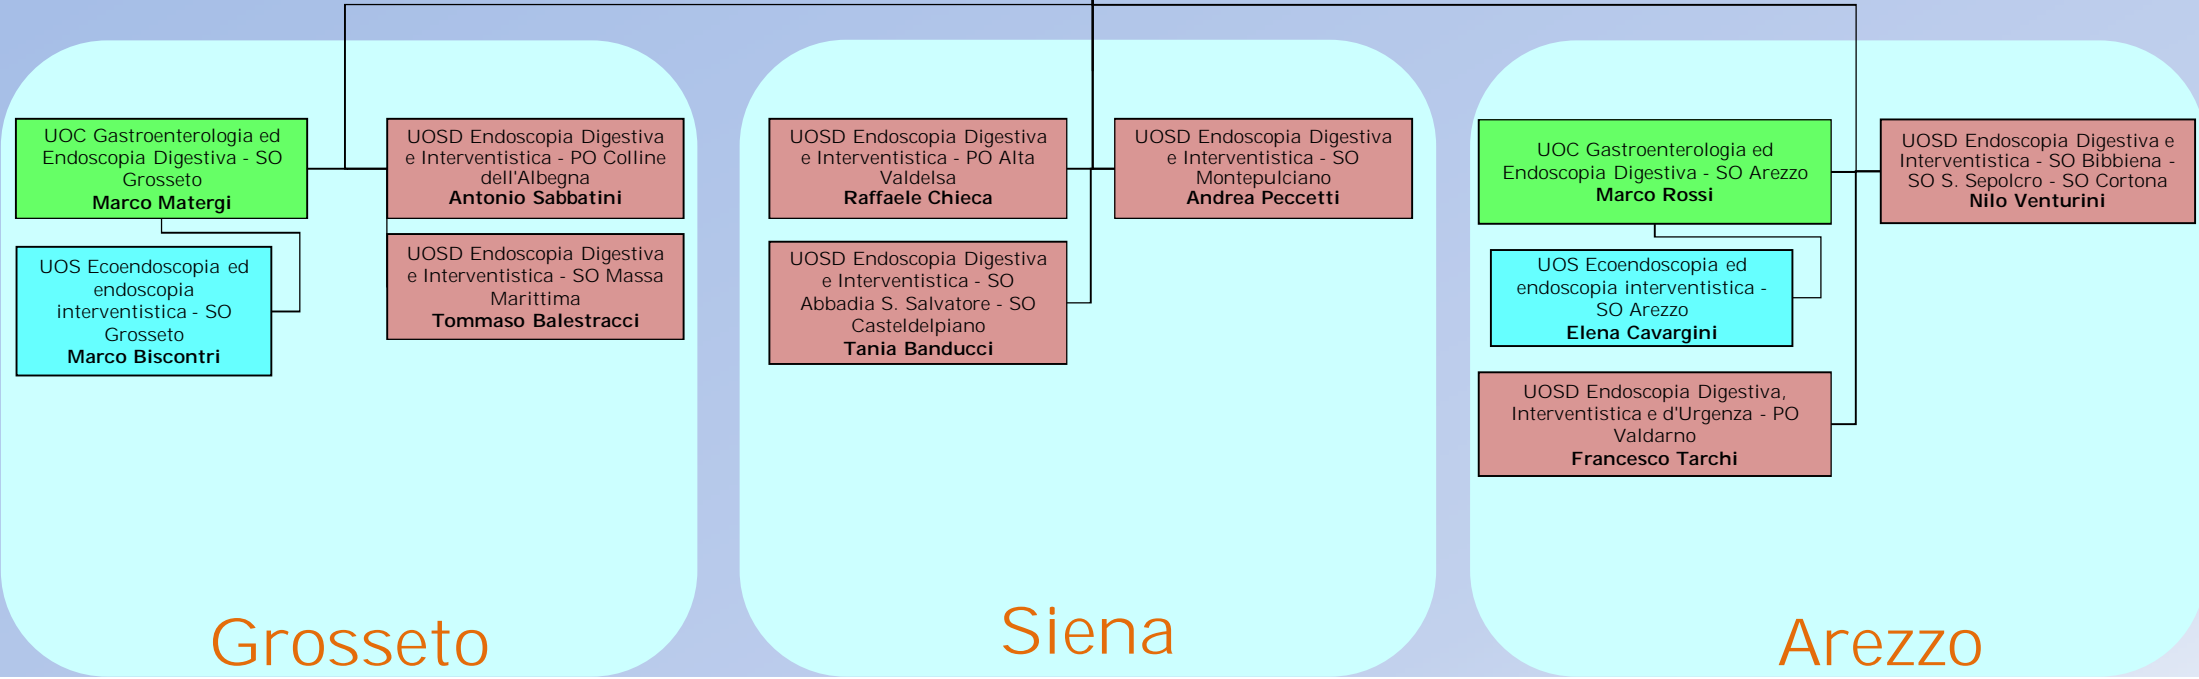 UOC Gastroenterologia ed
Endoscopia Digestiva - SO
Grosseto
Marco Matergi
UOSD Endoscopia Digestiva
e Interventistica - PO Colline
dell'Albegna
Antonio Sabbatini
UOS Ecoendoscopia ed
endoscopia
interventistica - SO
Grosseto
Marco Biscontri
UOSD Endoscopia Digestiva
e Interventistica - SO Massa
Marittima
Tommaso Balestracci
Grosseto
UOSD Endoscopia Digestiva
e Interventistica - PO Alta
Valdelsa
Raffaele Chieca
UOSD Endoscopia Digestiva
e Interventistica - SO
Montepulciano
Andrea Peccetti
UOSD Endoscopia Digestiva
e Interventistica - SO
Abbadia S. Salvatore - SO
Casteldelpiano
Tania Banducci
Siena
UOC Gastroenterologia ed
Endoscopia Digestiva - SO Arezzo
Marco Rossi
UOSD Endoscopia Digestiva e
Interventistica - SO Bibbiena -
SO S. Sepolcro - SO Cortona
Nilo Venturini
UOS Ecoendoscopia ed
endoscopia interventistica -
SO Arezzo
Elena Cavargini
UOSD Endoscopia Digestiva,
Interventistica e d'Urgenza - PO
Valdarno
Francesco Tarchi
Arezzo